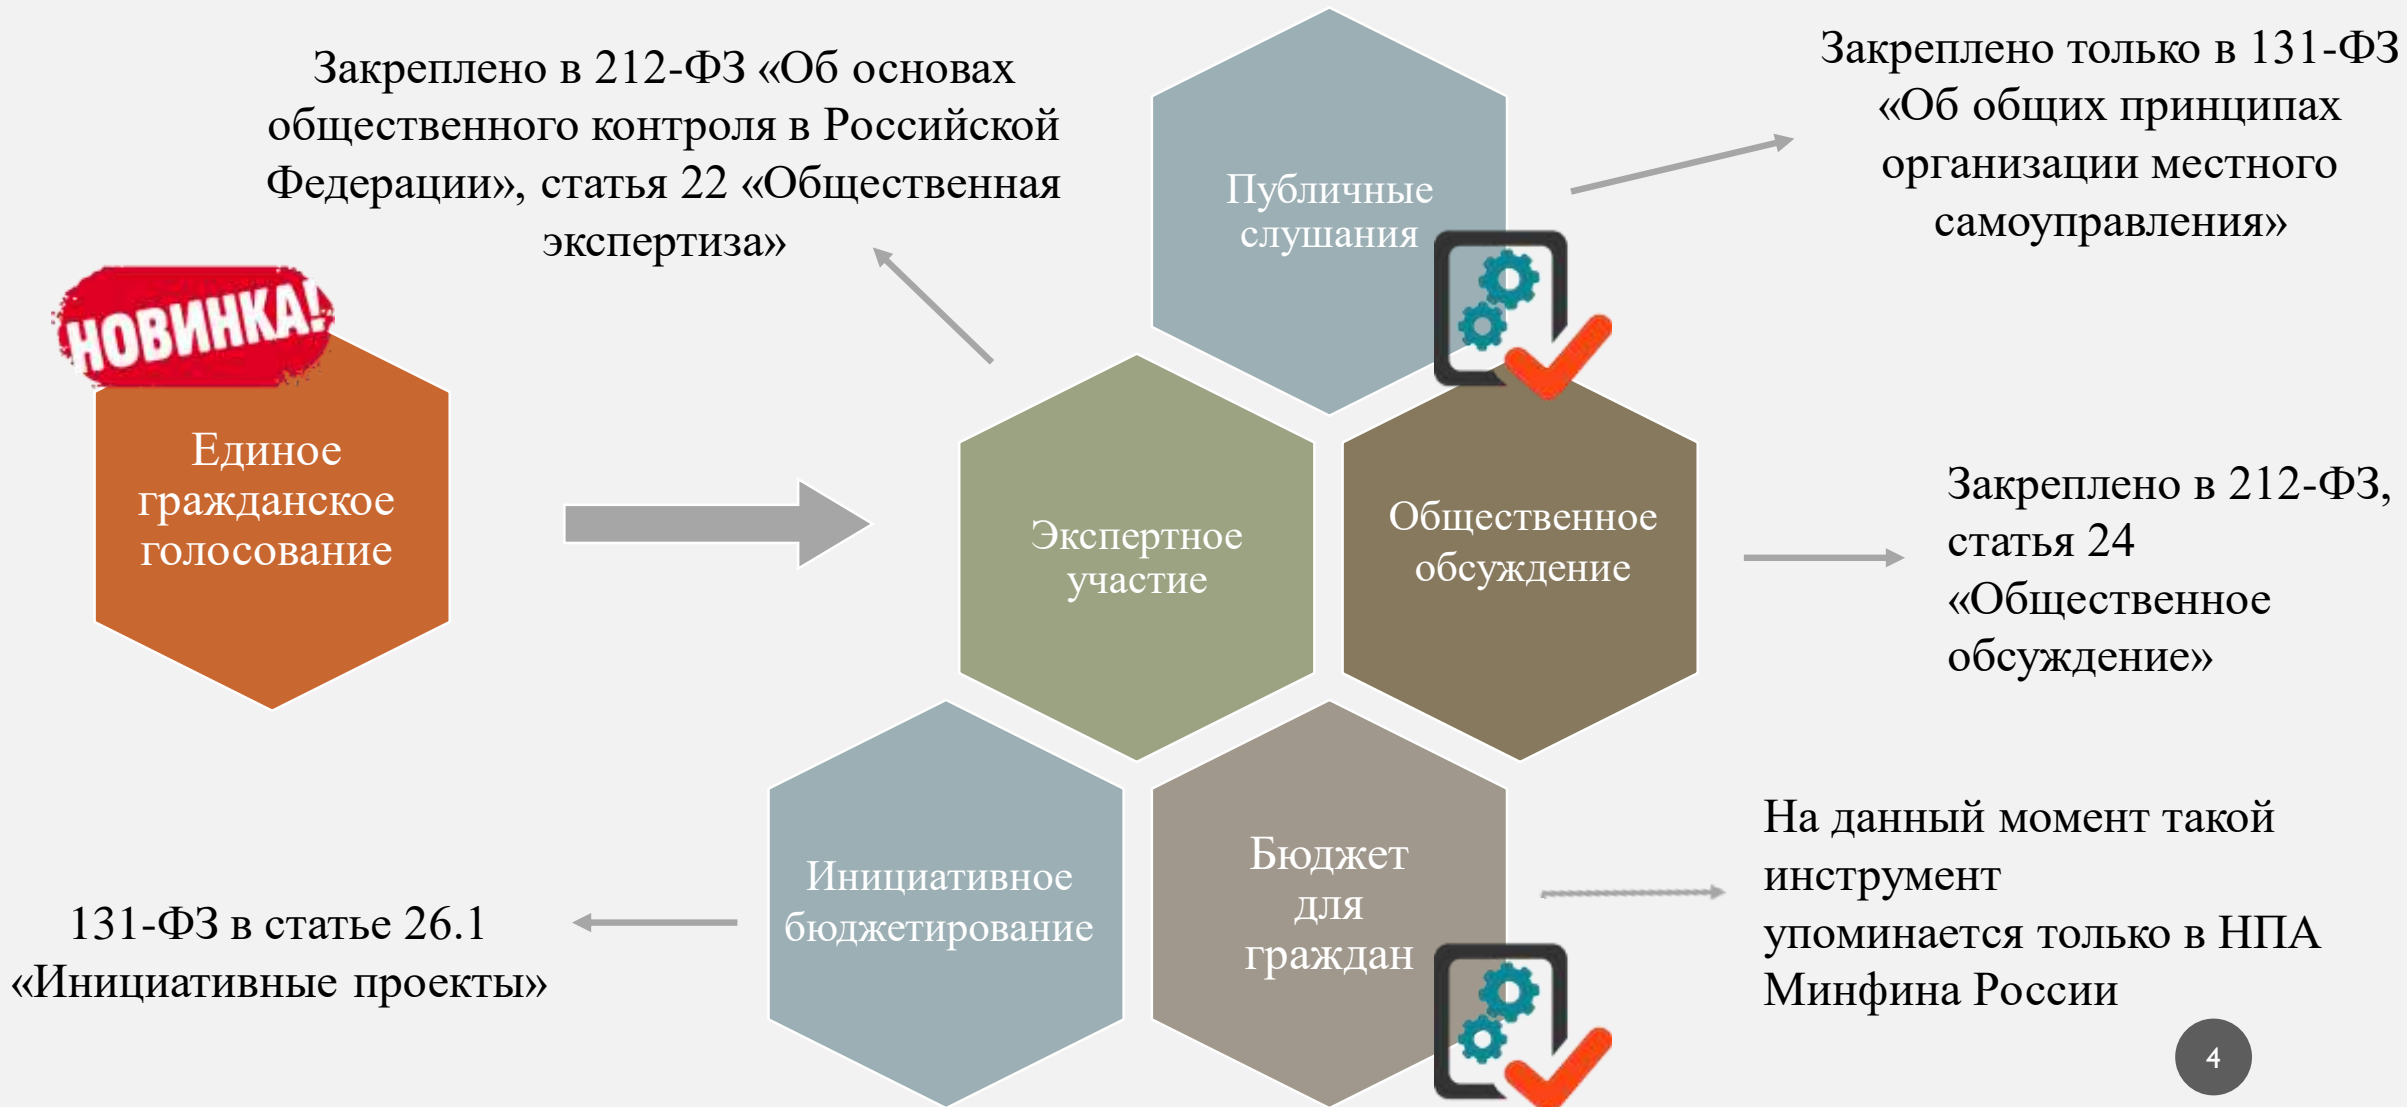 Закреплено в 212-ФЗ «Об основах
общественного контроля в Российской
Федерации», статья 22 «Общественная
экспертиза»
Публичные
слушания
Закреплено только в 131-ФЗ
«Об общих принципах
организации местного
самоуправления»
НОВИНКА!
Единое
гражданское
голосование
Экспертное
участие
Общественное
обсуждение
Закреплено в 212-ФЗ,
статья 24
«Общественное
обсуждение»
131-ФЗ в статье 26.1
«Инициативные проекты»
Инициативное
бюджетирование
Бюджет
для
граждан
На данный момент такой
инструмент
упоминается только в НПА
Минфина России
4